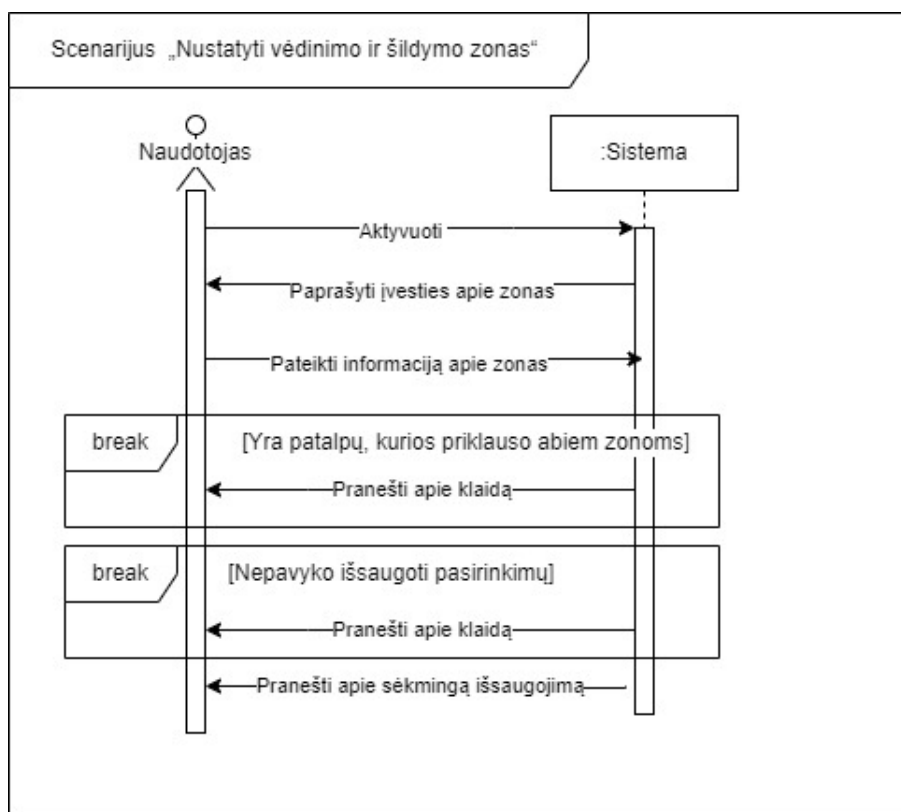 Scenarijus „Nustatyti vėdinimo ir šildymo zonas“
Naudotojas
:Sistema
Aktyvuoti
Paprašyti įvesties apie zonas
Pateikti informaciją apie zonas
break
[Yra patalpų, kurios priklauso abiem zonoms]
Pranešti apie klaidą
break
[Nepavyko išsaugoti pasirinkimų]
Pranešti apie klaidą
Pranešti apie sėkmingą išsaugojimą